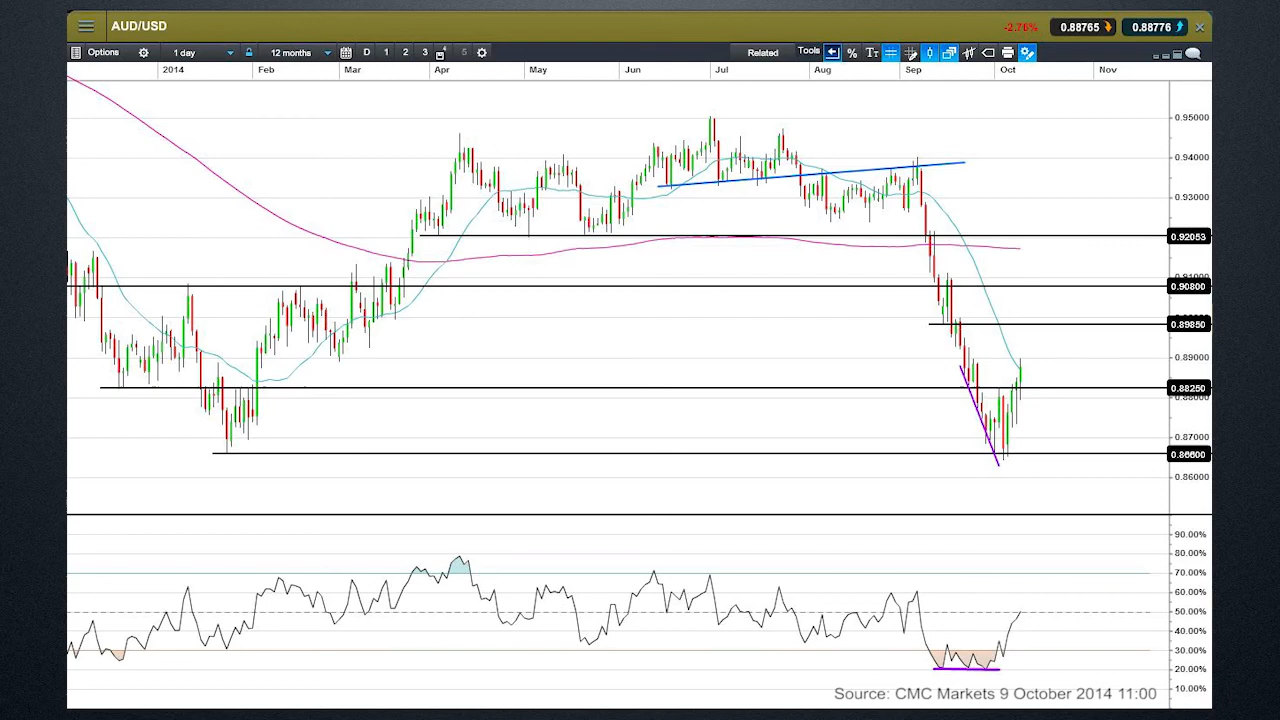 AUD/USD
-2.76%
0.88765
0.88776
Options
1 day
12 months
D 1 2 3 5
Related
Tools
%
2014 Feb Mar Apr May Jun Jul Aug Sep Oct Nov
0.95000
0.94000
0.93000
0.92053
0.91000
0.90800
0.89850
0.89000
0.88250
0.88000
0.87000
0.86600
0.86000
90.00%
80.00%
70.00%
60.00%
50.00%
40.00%
30.00%
20.00%
10.00%
Source: CMC Markets 9 October 2014 11:00